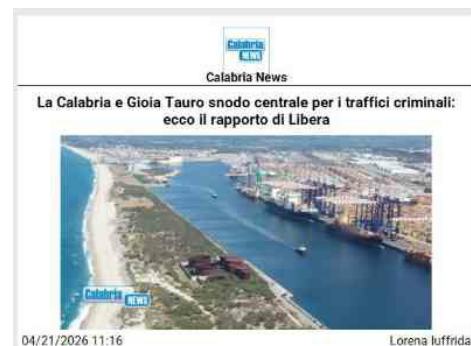 Calabria
NEWS
Calabria News
La Calabria e Gioia Tauro snodo centrale per i traffici criminali:
ecco il rapporto di Libera
Calabria NEWS
04/21/2026 11:16
Lorena Iuffrida